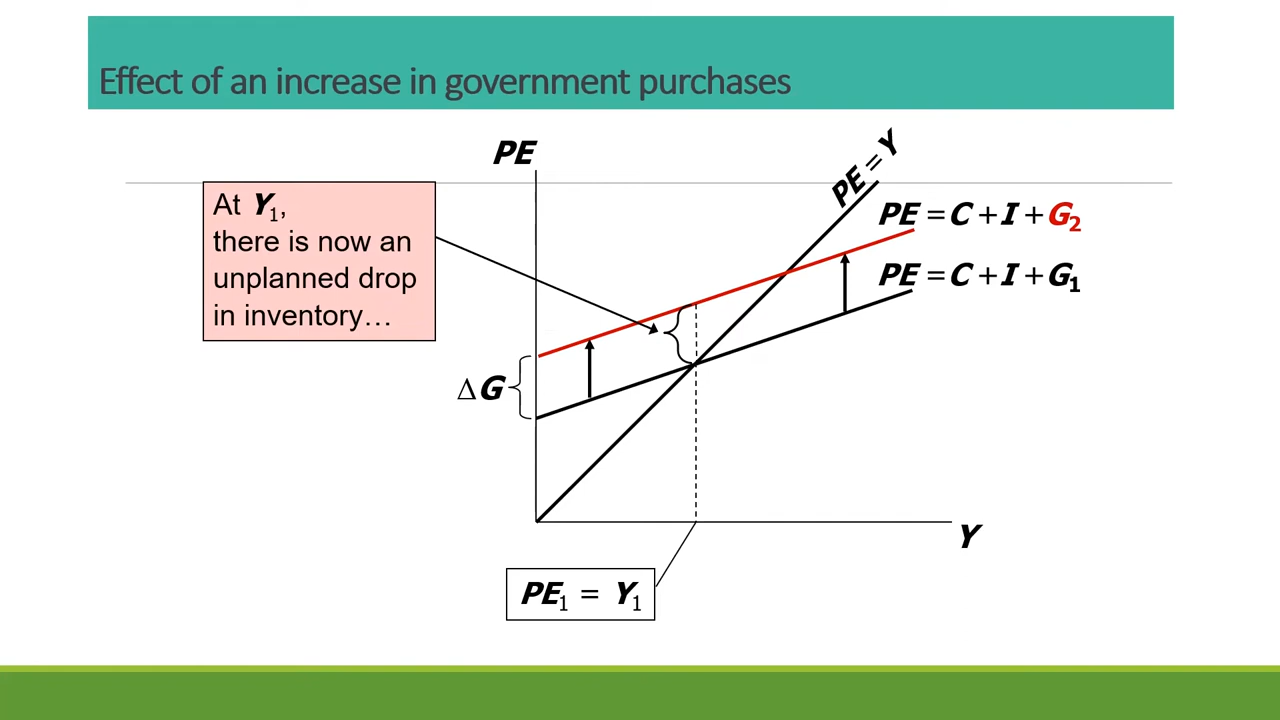 Effect of an increase in government purchases
PE
PE = Y
At Y₁,
there is now an
unplanned drop
in inventory…
PE = C + I + G₂
PE = C + I + G₁
ΔG
Y
PE₁ = Y₁